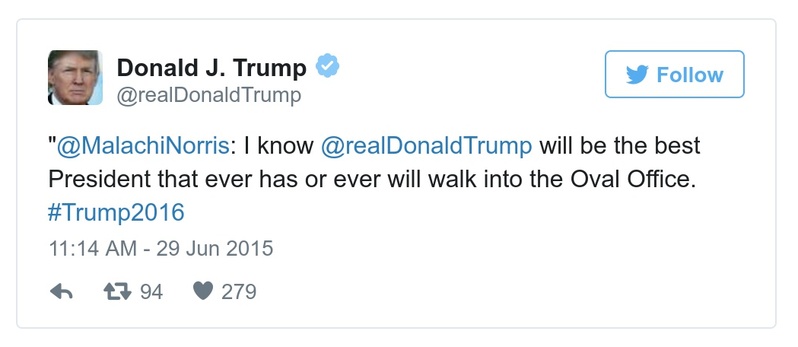 Donald J. Trump
@realDonaldTrump
Follow
"@MalachiNorris: I know @realDonaldTrump will be the best
President that ever has or ever will walk into the Oval Office.
#Trump2016
11:14 AM - 29 Jun 2015
94 279